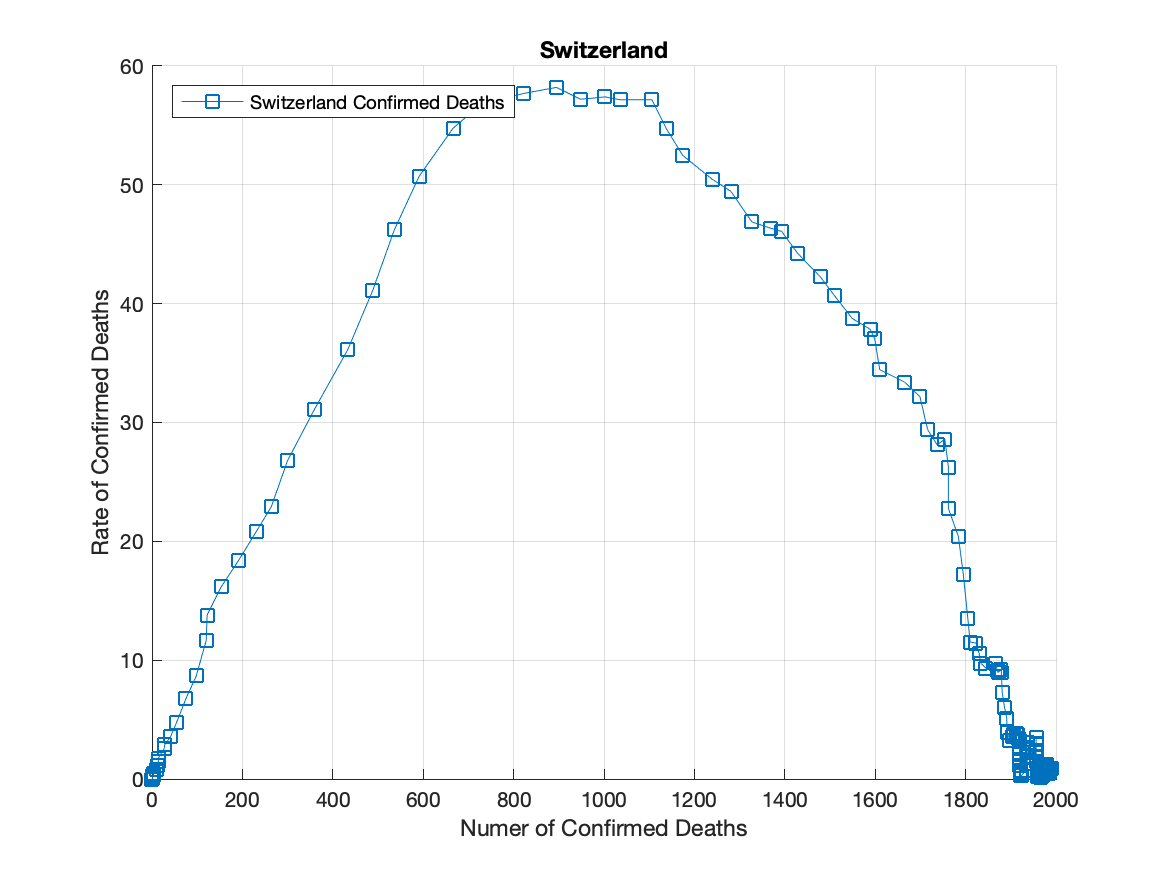 Switzerland
Switzerland Confirmed Deaths
60
50
40
30
20
10
0
Rate of Confirmed Deaths
0 200 400 600 800 1000 1200 1400 1600 1800 2000
Numer of Confirmed Deaths